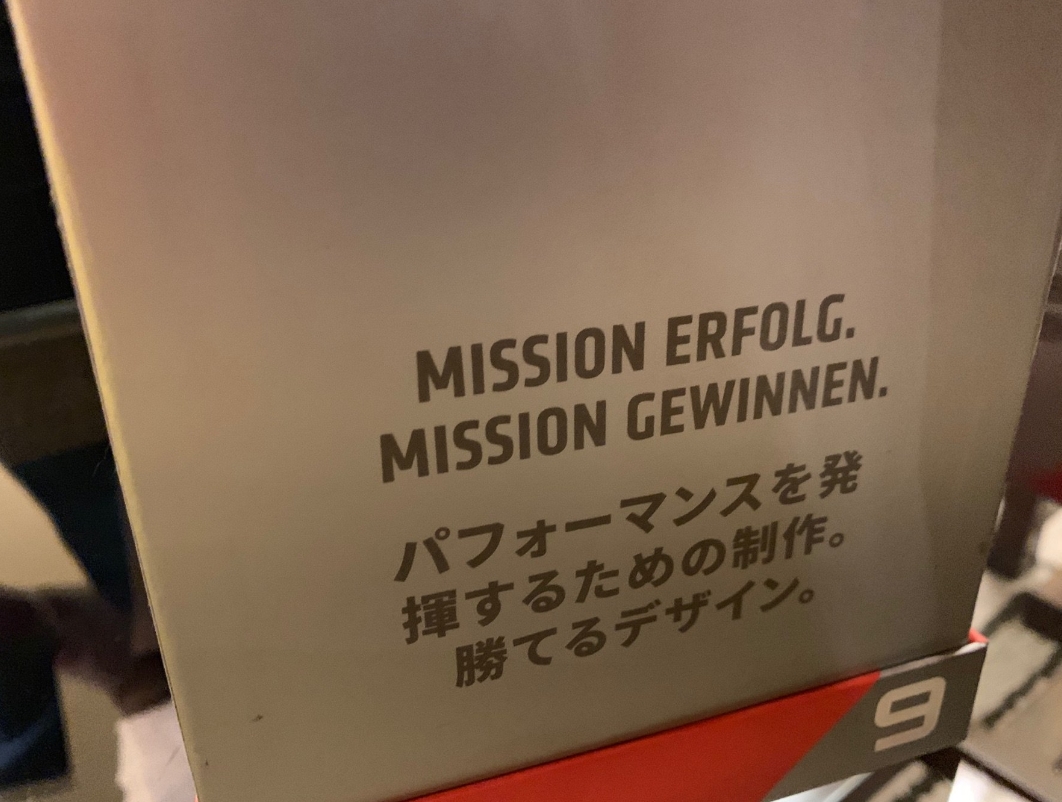 MISSION ERFOLG.
MISSION GEWINNEN.
パフォーマンスを発
揮するための制作。
勝てるデザイン。
9